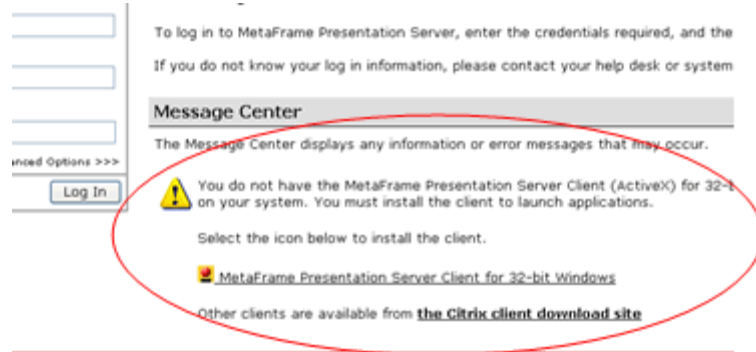 To log in to MetaFrame Presentation Server, enter the credentials required, and the
If you do not know your log in information, please contact your help desk or system
Message Center
The Message Center displays any information or error messages that may occur.
anced Options >>>
Log In
You do not have the MetaFrame Presentation Server Client (ActiveX) for 32-
on your system. You must install the client to launch applications.
Select the icon below to install the client.
MetaFrame Presentation Server Client for 32-bit Windows
Other clients are available from the Citrix client download site